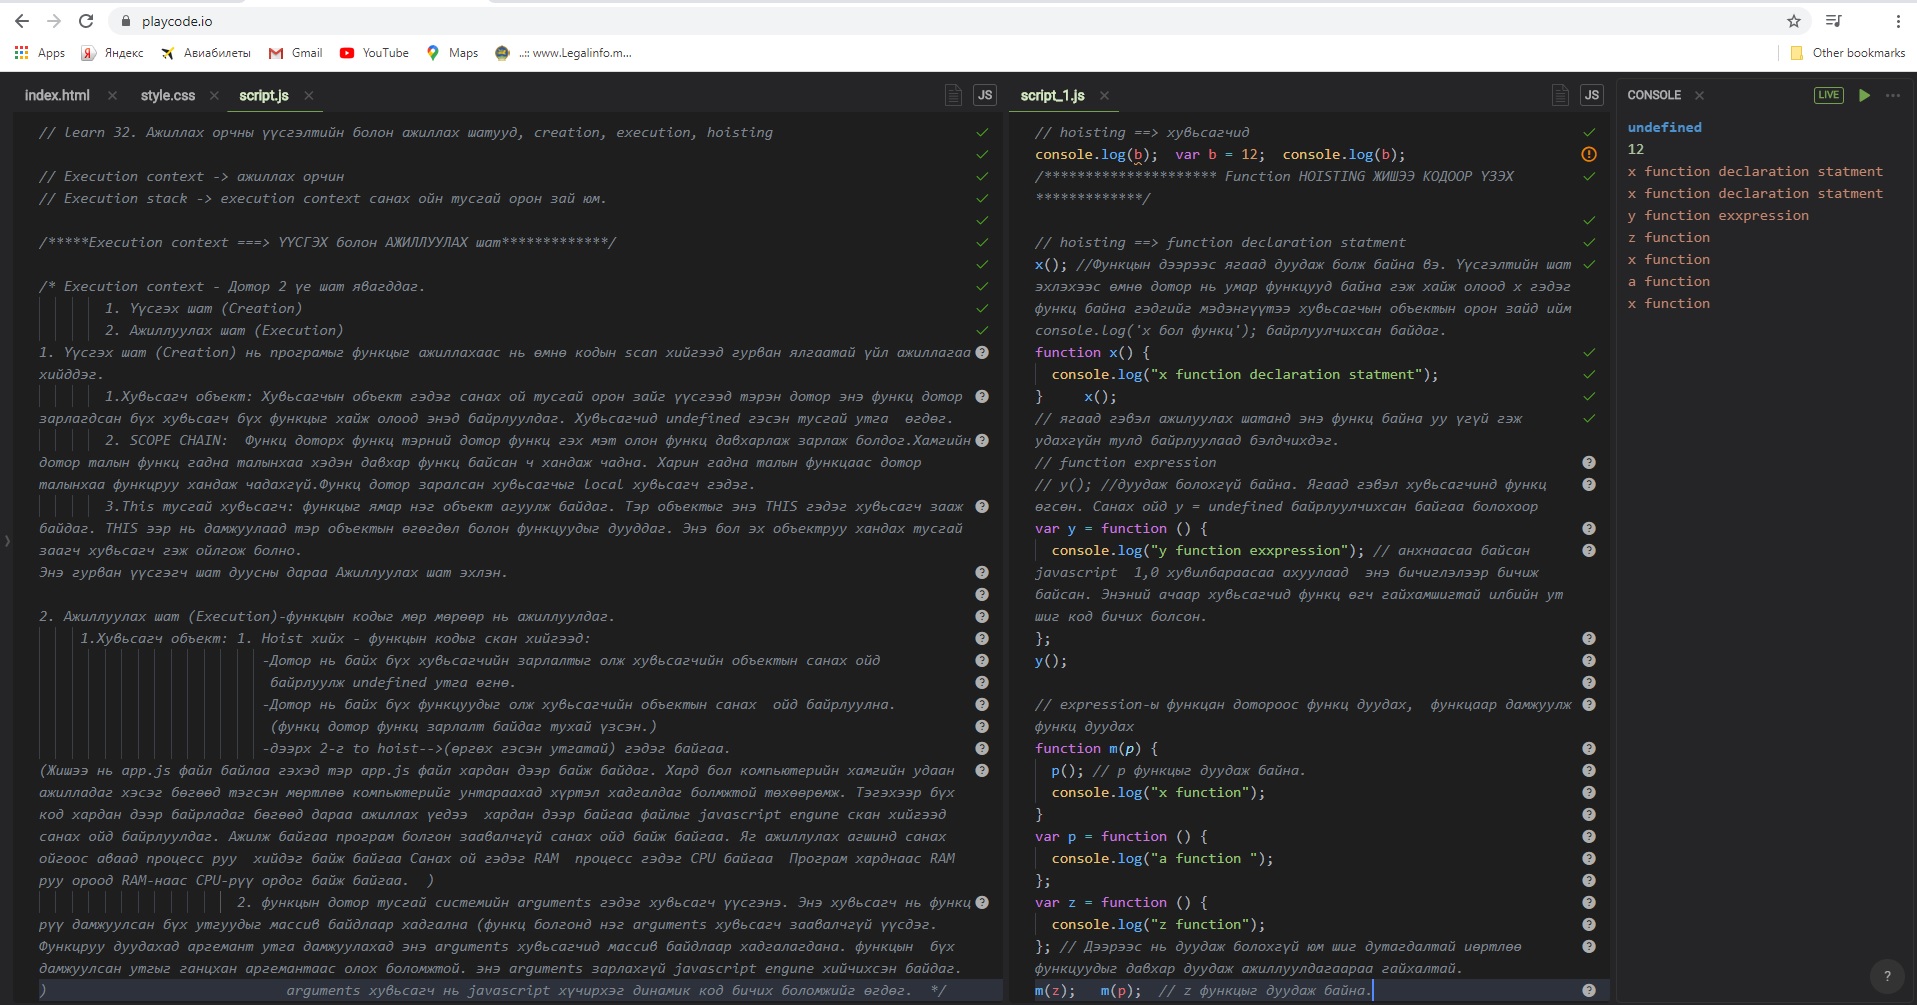 playcode.io
Apps Яндекс Авиабилеты Gmail YouTube Maps ..:: www.Legalinfo.m... Other bookmarks
index.html × style.css × script.js × JS
// learn 32. Ажиллах орчны үүсгэлтийн болон ажиллах шатууд, creation, execution, hoisting
// Execution context -> ажиллах орчин
// Execution stack -> execution context санах ойн тусгай орон зай юм.
/*****Execution context ===> ҮҮСГЭХ болон АЖИЛЛУУЛАХ шат*************/
/* Execution context - Дотор 2 үе шат явагддаг.
1. Үүсгэх шат (Creation)
2. Ажиллуулах шат (Execution)
1. Үүсгэх шат (Creation) нь програмыг функцыг ажиллахаас нь өмнө кодын scan хийгээд гурван ялгаатай үйл ажиллагаа
хийддэг.
1.Хувьсагч объект: Хувьсагчын объект гэдэг санах ой тусгай орон зайг үүсгээд тэрэн дотор энэ функц дотор
зарлагдсан бүх хувьсагч бүх функцыг хайж олоод энэд байрлуулдаг. Хувьсагчид undefined гэсэн тусгай утга  өгдөг.
2. SCOPE CHAIN:  Функц доторх функц тэрний дотор функц гэх мэт олон функц давхарлаж зарлаж болдог.Хамгийн
дотор талын функц гадна талынхаа хэдэн давхар функц байсан ч хандаж чадна. Харин гадна талын функцаас дотор
талынхаа функцруу хандаж чадахгүй.Функц дотор заралсан хувьсагчыг local хувьсагч гэдэг.
3.This тусгай хувьсагч: функцыг ямар нэг объект агуулж байдаг. Тэр объектыг энэ THIS гэдэг хувьсагч зааж
байдаг. THIS ээр нь дамжуулаад тэр объектын өгөгдөл болон функцуудыг дууддаг. Энэ бол эх объектруу хандах тусгай
заагч хувьсагч гэж ойлгож болно.
Энэ гурван үүсгэгч шат дуусны дараа Ажиллуулах шат эхлэн.
2. Ажиллуулах шат (Execution)-функцын кодыг мөр мөрөөр нь ажиллуулдаг.
1.Хувьсагч объект: 1. Hoist хийх - функцын кодыг скан хийгээд:
-Дотор нь байх бүх хувьсагчийн зарлалтыг олж хувьсагчийн объектын санах ойд
байрлуулж undefined утга өгнө.
-Дотор нь байх бүх функцуудыг олж хувьсагчийн объектын санах  ойд байрлуулна.
(функц дотор функц зарлалт байдаг тухай үзсэн.)
-дээрх 2-г to hoist-->(өргөх гэсэн утгатай) гэдэг байгаа.
(Жишээ нь app.js файл байлаа гэхэд тэр app.js файл хардан дээр байж байдаг. Хард бол компьютерийн хамгийн удаан
ажилладаг хэсэг бөгөөд тэгсэн мөртлөө компьютерийг унтараахад хүртэл хадгалдаг болмжтой төхөөрөмж. Тэгэхээр бүх
код хардан дээр байрладаг бөгөөд дараа ажиллах үедээ  хардан дээр байгаа файлыг javascript engune скан хийгээд
санах ойд байрлуулдаг. Ажилж байгаа програм болгон заавалчгүй санах ойд байж байгаа. Яг ажиллулах агшинд санах
ойгоос аваад процесс руу  хийдэг байж байгаа Санах ой гэдэг RAM  процесс гэдэг CPU байгаа  Програм харднаас RAM
руу ороод RAM-наас CPU-рүү ордог байж байгаа.  )
2. функцын дотор тусгай системийн arguments гэдэг хувьсагч үүсгэнэ. Энэ хувьсагч нь функц
рүү дамжуулсан бүх утгуудыг массив байдлаар хадгална (функц болгонд нэг arguments хувьсагч заавалчгүй үүсдэг.
Функцруу дуудахад аргемант утга дамжуулахад энэ arguments хувьсагчид массив байдлаар хадгалагдана. функцын  бүх
дамжуулсан утгыг ганцхан аргемантаас олох боломжтой. энэ arguments зарлахгүй javascript engune хийчихсэн байдаг.
) arguments хувьсагч нь javascript хүчирхэг динамик код бичих боломжийг өгдөг.  */
script_1.js × JS
// hoisting ==> хувьсагчид
console.log(b);  var b = 12;  console.log(b);
/********************* Function HOISTING ЖИШЭЭ КОДООР ҮЗЭХ
*************/
// hoisting ==> function declaration statment
x(); //Функцын дээрээс ягаад дуудаж болж байна вэ. Үүсгэлтийн шат
эхлэхээс өмнө дотор нь умар функцууд байна гэж хайж олоод x гэдэг
функц байна гэдгийг мэдэнгүүтээ хувьсагчын объектын орон зайд ийм
console.log('x бол функц'); байрлуулчихсан байдаг.
function x() {
console.log("x function declaration statment");
}     x();
// ягаад гэвэл ажилуулах шатанд энэ функц байна уу үгүй гэж
удахгүйн тулд байрлуулаад бэлдчихдэг.
// function expression
// y(); //дуудаж болохгүй байна. Ягаад гэвэл хувьсагчинд функц
өгсөн. Санах ойд y = undefined байрлуулчихсан байгаа болохоор
var y = function () {
console.log("y function exxpression"); // анхнаасаа байсан
javascript  1,0 хувилбараасаа ахуулаад  энэ бичиглэлээр бичиж
байсан. Энэний ачаар хувьсагчид функц өгч гайхамшигтай илбийн ут
шиг код бичих болсон.
};
y();
// expression-ы функцан дотороос функц дуудах,  функцаар дамжуулж
функц дуудах
function m(p) {
p(); // p функцыг дуудаж байна.
console.log("x function");
}
var p = function () {
console.log("a function ");
};
var z = function () {
console.log("z function");
}; // Дээрээс нь дуудаж болохгүй юм шиг дутагдалтай иөртлөө
функцуудыг давхар дуудаж ажиллуулдагаараа гайхалтай.
m(z);   m(p);  // z функцыг дуудаж байна.
CONSOLE × LIVE
undefined
12
x function declaration statment
x function declaration statment
y function exxpression
z function
x function
a function
x function